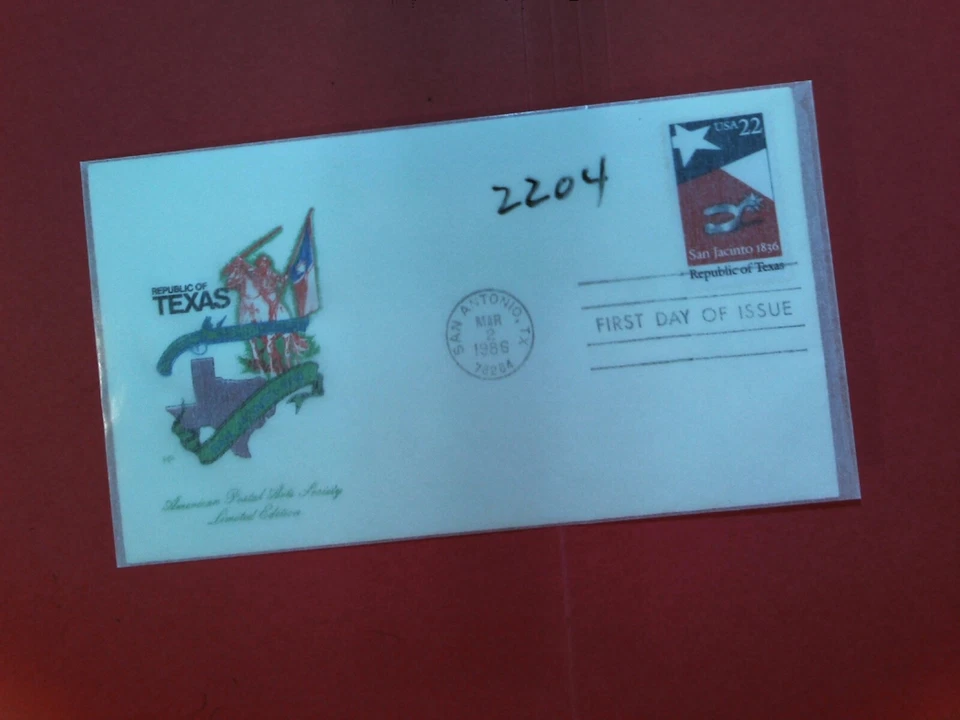 2204
USA 22
San Jacinto 1836
Republic of Texas
REPUBLIC OF
TEXAS
SAN ANTONIO, TX
MAR
2
1986
FIRST DAY OF ISSUE
American Postal Arts Society
Limited Edition